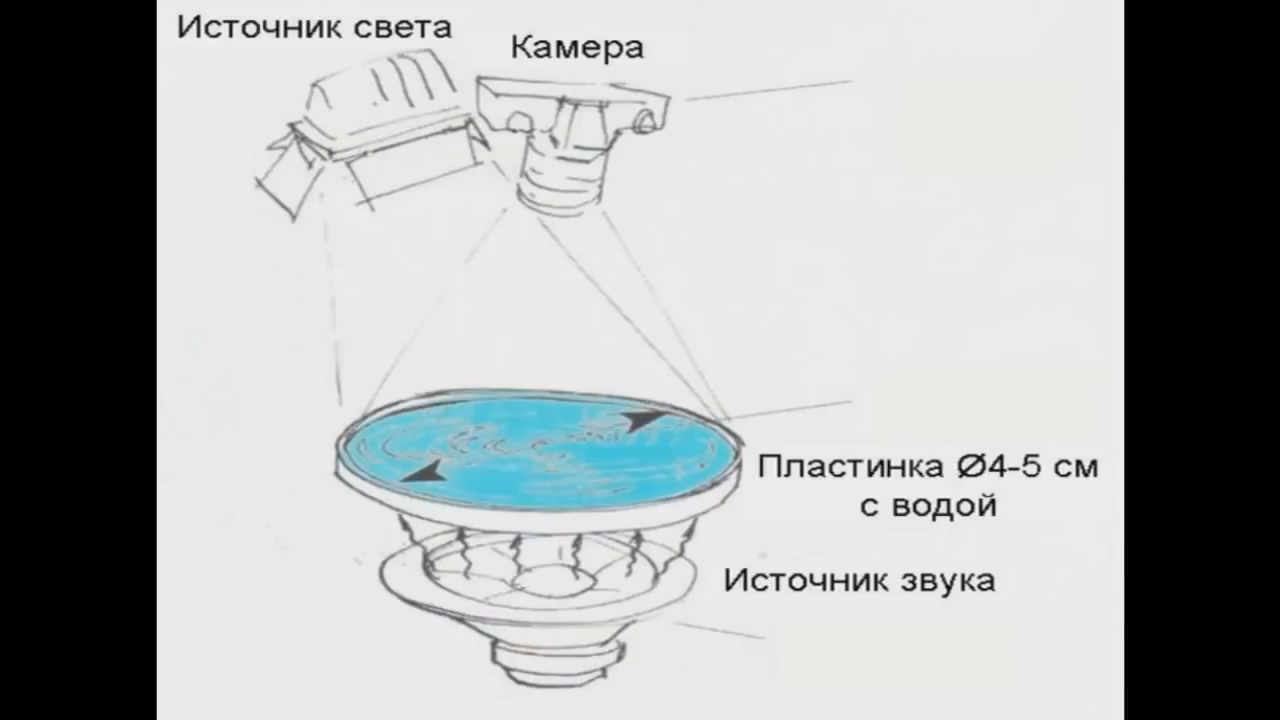 Источник света
Камера
Пластинка Ø4-5 см
с водой
Источник звука